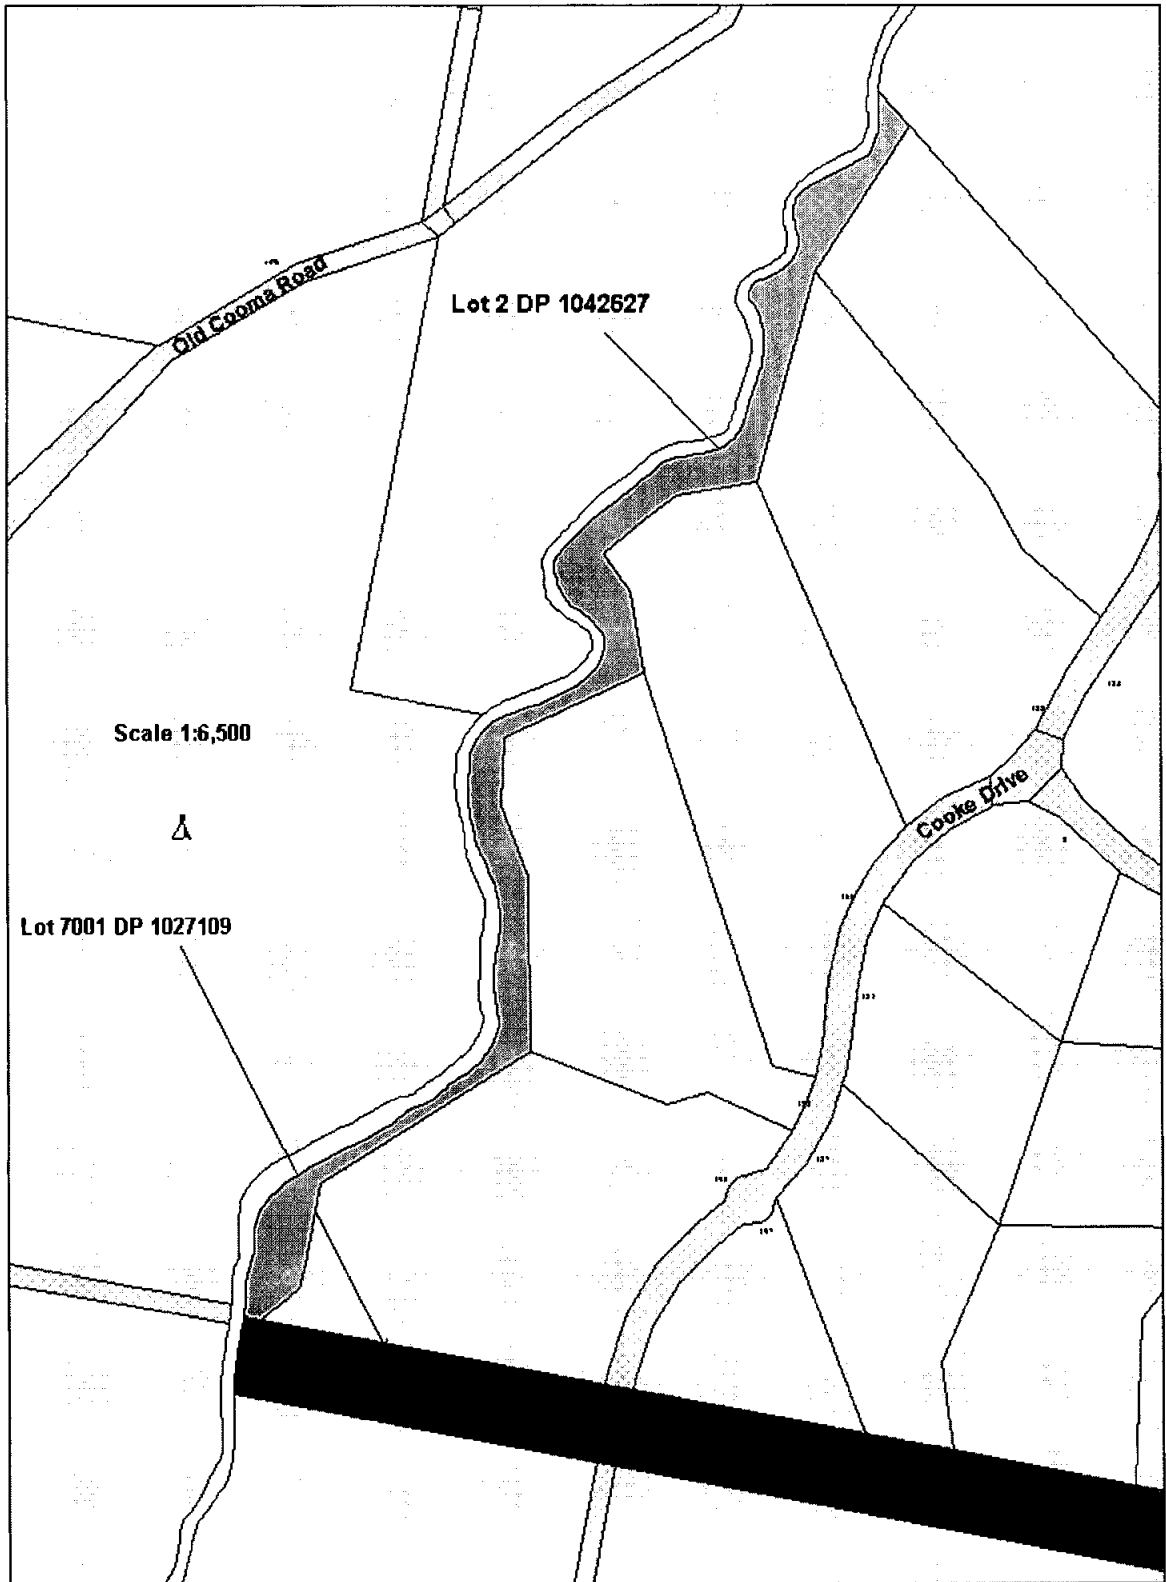 Old Cooma Road
Lot 2 DP 1042627
Scale 1:6,500
Cooke Drive
Lot 7001 DP 1027109